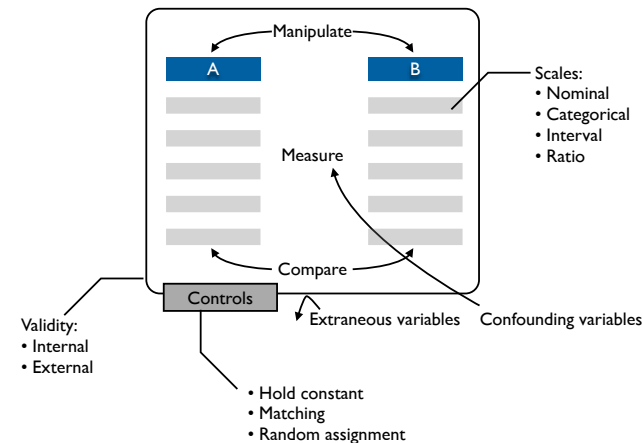 Manipulate
A
B
Scales:
• Nominal
• Categorical
• Interval
• Ratio
Measure
Compare
Controls
Extraneous variables
Confounding variables
Validity:
• Internal
• External
• Hold constant
• Matching
• Random assignment